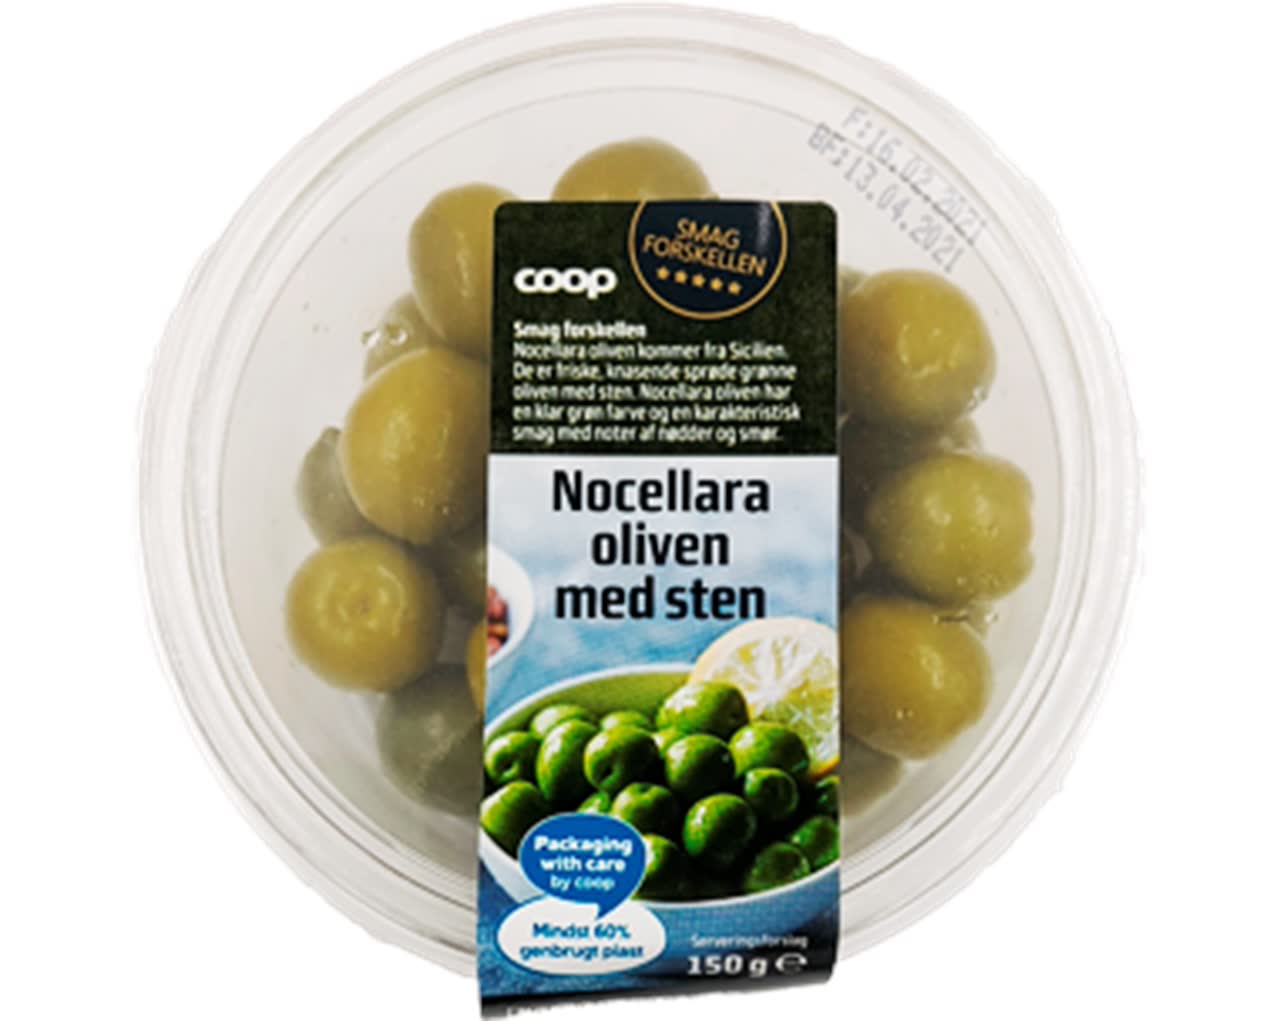 F:16.02.2021
BF:13.04.2021
SMAG
FORSKELLEN
coop
Smag forskellen
Nocellara oliven kommer fra Sicilien.
De er friske, knasende sprøde grønne
oliven med sten. Nocellara oliven har
en klar grøn farve og en karakteristisk
smag med noter af nødder og smør.
Nocellara
oliven
med sten
Packaging
with care
by coop
Mindst 60%
genbrugt plast
Serveringsforslag
150 g ℮